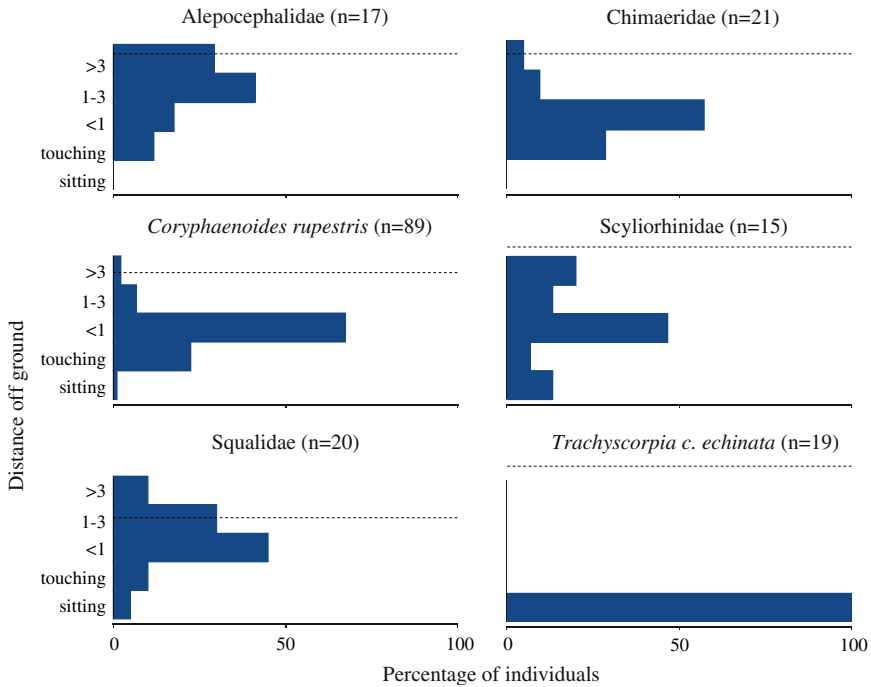 Alepocephalidae (n=17)
>3
1-3
<1
touching
sitting
Chimaeridae (n=21)
Coryphaenoides rupestris (n=89)
>3
1-3
<1
touching
sitting
Scyliorhinidae (n=15)
Squalidae (n=20)
>3
1-3
<1
touching
sitting
0 50 100
Trachyscorpia c. echinata (n=19)
0 50 100
Distance off ground
Percentage of individuals